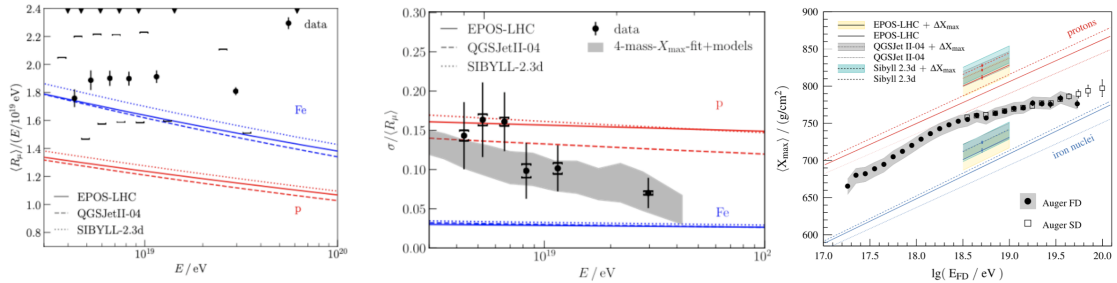 2.4
2.2
2.0
1.8
1.6
1.4
1.2
1.0
0.8
⟨R_μ⟩/(E/10^19 eV)
data
Fe
p
EPOS-LHC
QGSJetII-04
SIBYLL-2.3d
10^19
10^20
E / eV
0.30
0.25
0.20
0.15
0.10
0.05
0.00
σ/⟨R_μ⟩
EPOS-LHC
QGSJetII-04
SIBYLL-2.3d
data
4-mass-X_max-fit+models
p
Fe
10^19
10^2
E / eV
900
850
800
750
700
650
600
⟨X_max⟩ / (g/cm²)
EPOS-LHC + ΔX_max
EPOS-LHC
QGSJet II-04 + ΔX_max
QGSJet II-04
Sibyll 2.3d + ΔX_max
Sibyll 2.3d
protons
iron nuclei
Auger FD
Auger SD
17.0 17.5 18.0 18.5 19.0 19.5 20.0
lg( E_FD / eV )